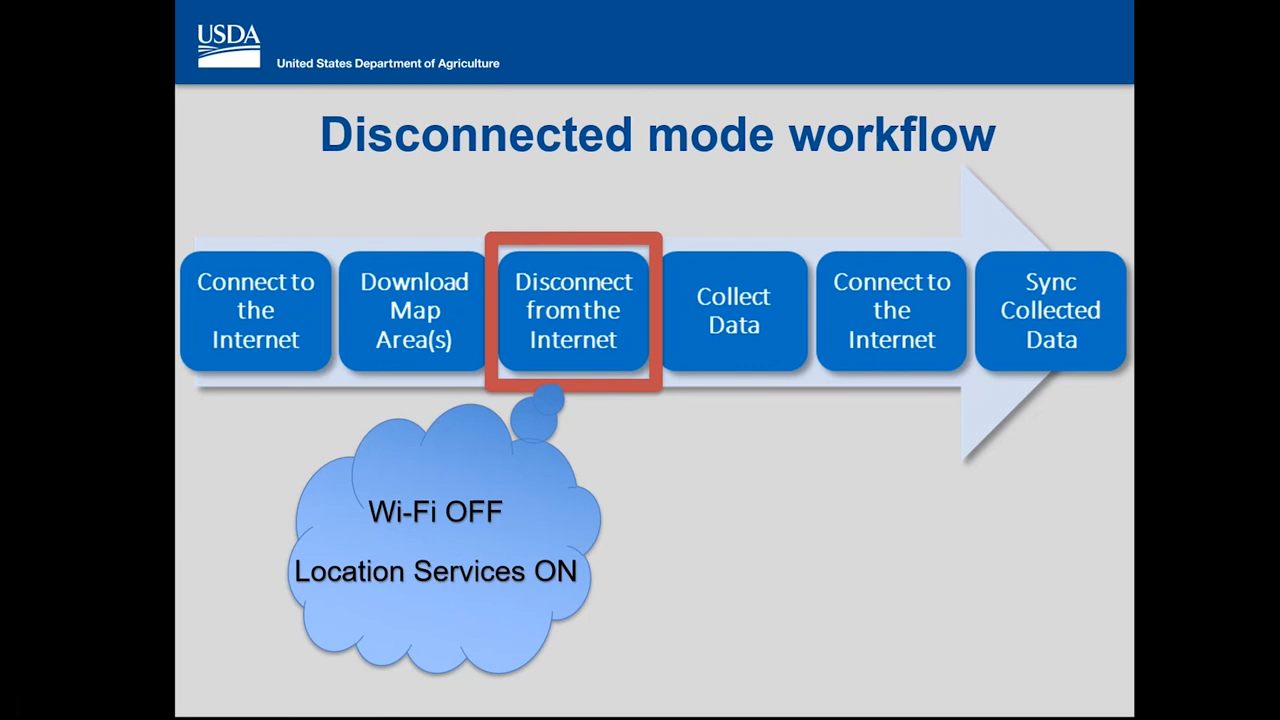 USDA
United States Department of Agriculture
Disconnected mode workflow
Connect to
the
Internet
Download
Map
Area(s)
Disconnect
from the
Internet
Collect
Data
Connect to
the
Internet
Sync
Collected
Data
Wi-Fi OFF
Location Services ON